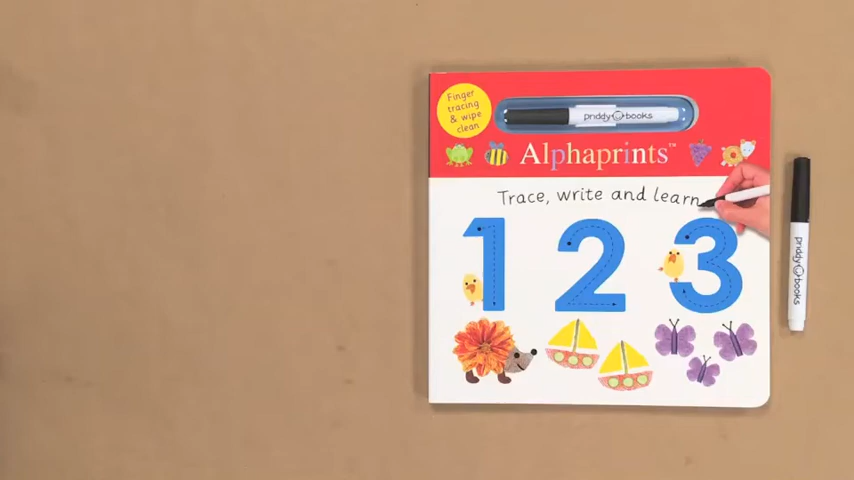 Finger
tracing
& wipe
clean
priddy books
Alphaprints™
Trace, write and learn
1 2 3
priddy books